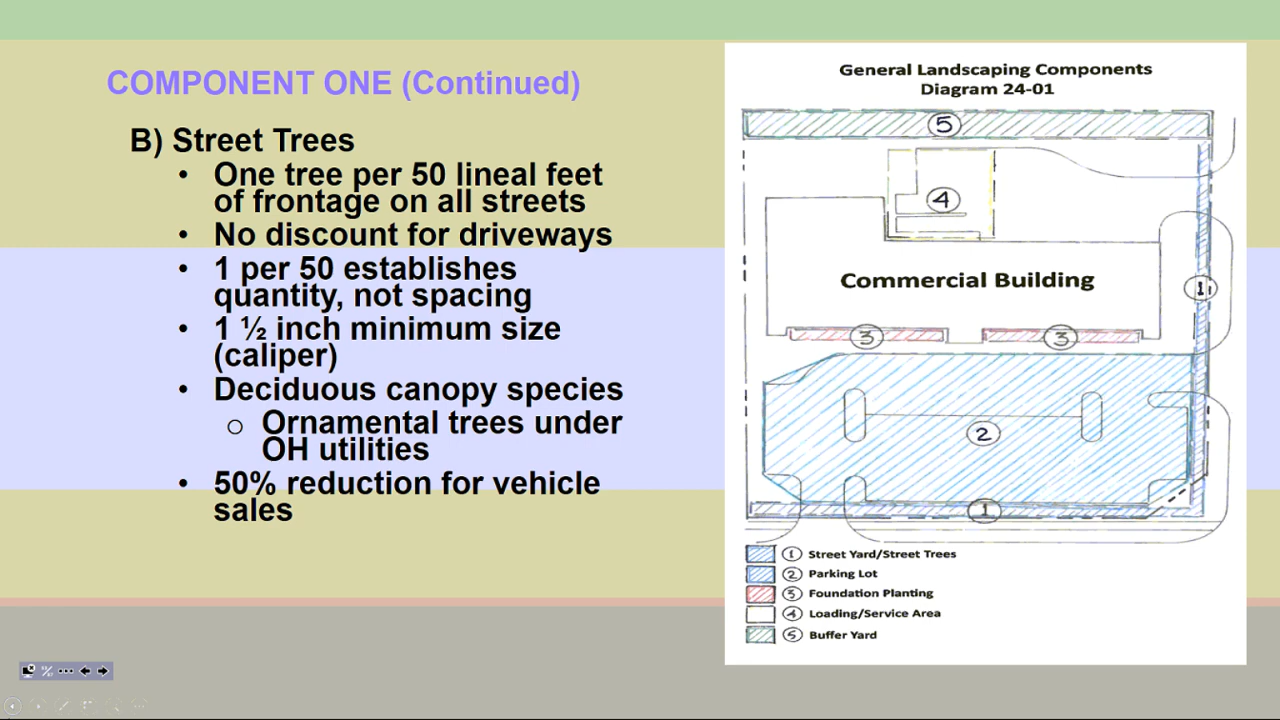 COMPONENT ONE (Continued)
B) Street Trees
• One tree per 50 lineal feet
of frontage on all streets
• No discount for driveways
• 1 per 50 establishes
quantity, not spacing
• 1 ½ inch minimum size
(caliper)
• Deciduous canopy species
o Ornamental trees under
OH utilities
• 50% reduction for vehicle
sales
General Landscaping Components
Diagram 24-01
5
4
Commercial Building
1
3
3
2
1
1 Street Yard/Street Trees
2 Parking Lot
3 Foundation Planting
4 Loading/Service Area
5 Buffer Yard